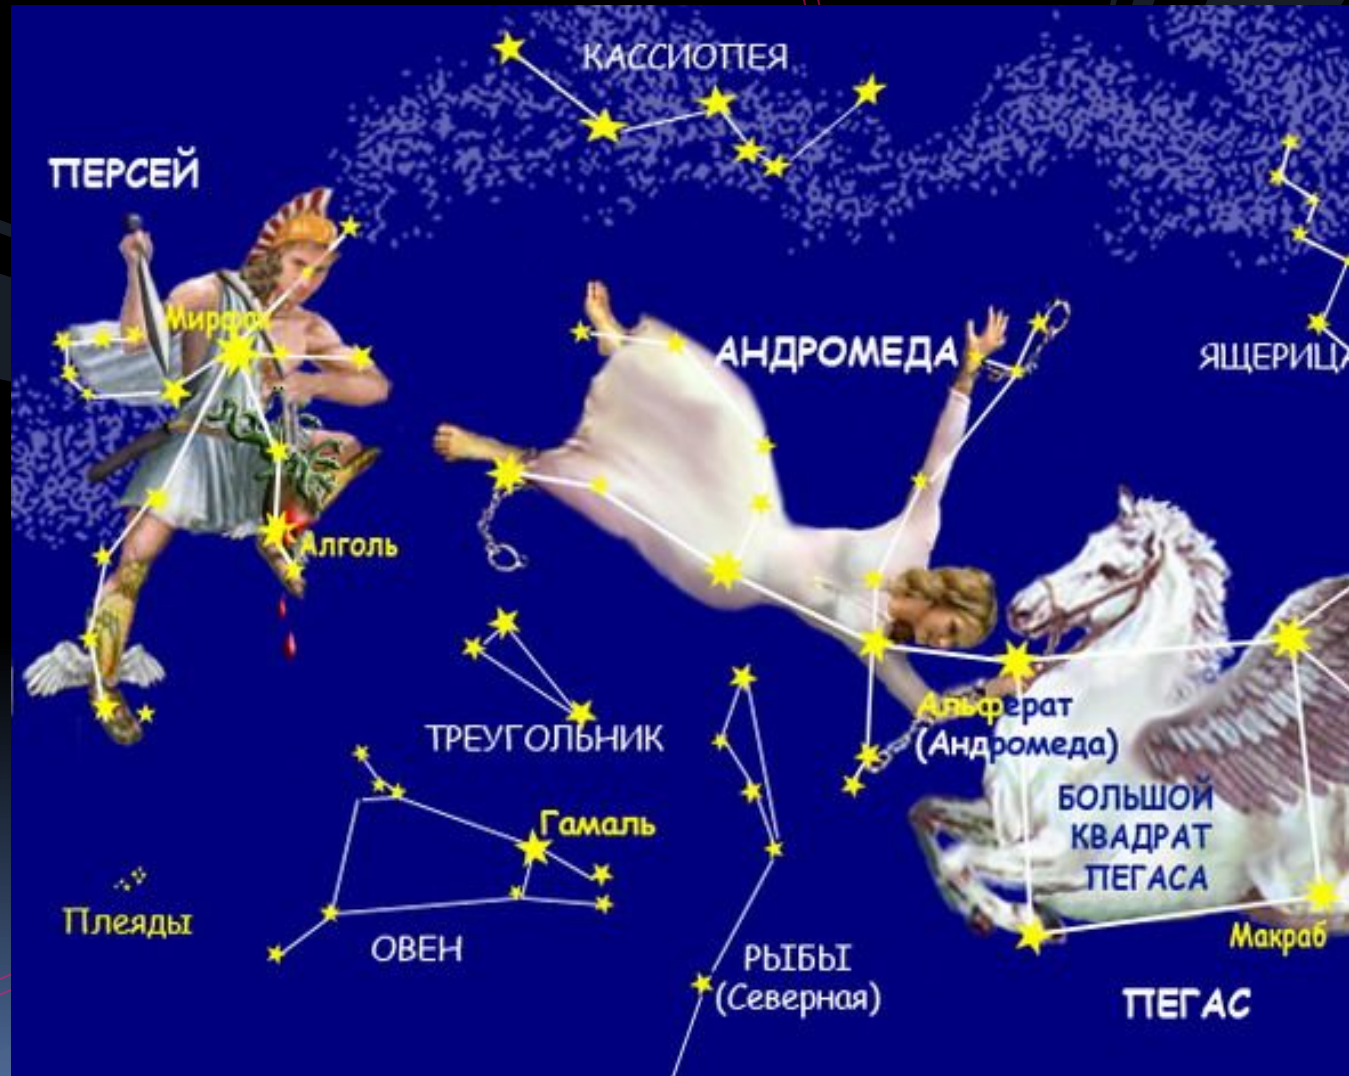 КАССИОПЕЯ
ПЕРСЕЙ
Мирфак
АНДРОМЕДА
ЯЩЕРИЦА
Алголь
ТРЕУГОЛЬНИК
Альферат
(Андромеда)
БОЛЬШОЙ
КВАДРАТ
ПЕГАСА
Гамаль
Плеяды
ОВЕН
РЫБЫ
(Северная)
Макраб
ПЕГАС